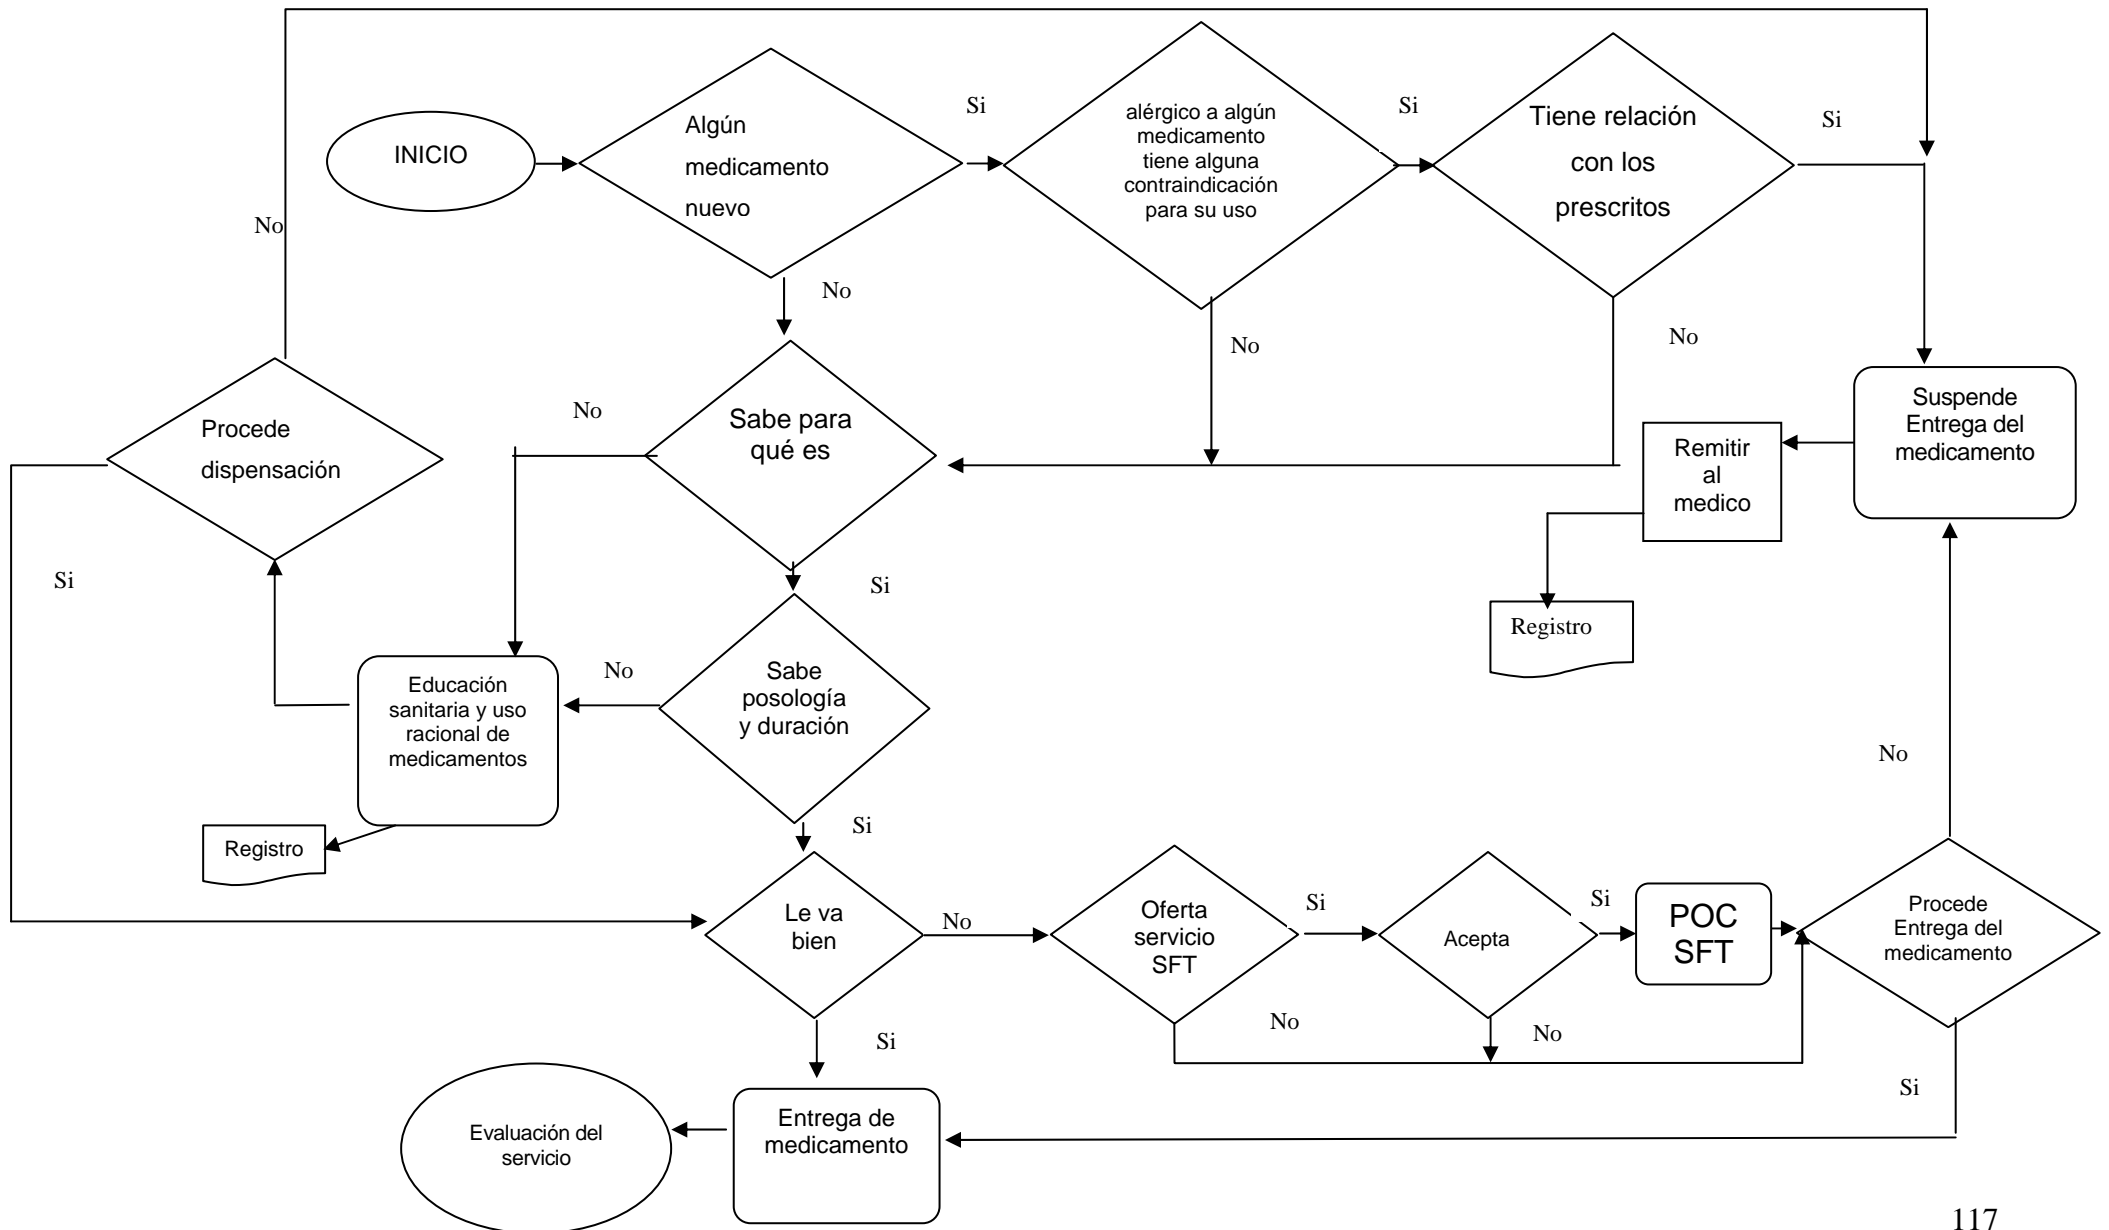 INICIO
Algún
medicamento
nuevo
Si
alérgico a algún
medicamento
tiene alguna
contraindicación
para su uso
Si
Tiene relación
con los
prescritos
Si
No
No
No
No
Procede
dispensación
No
Sabe para
qué es
Suspende
Entrega del
medicamento
Remitir
al
medico
Registro
Si
Si
Educación
sanitaria y uso
racional de
medicamentos
No
Sabe
posología
y duración
Registro
Si
No
Le va
bien
No
Oferta
servicio
SFT
Si
Acepta
Si
POC
SFT
Procede
Entrega del
medicamento
No
No
Si
Si
Evaluación del
servicio
Entrega de
medicamento
117